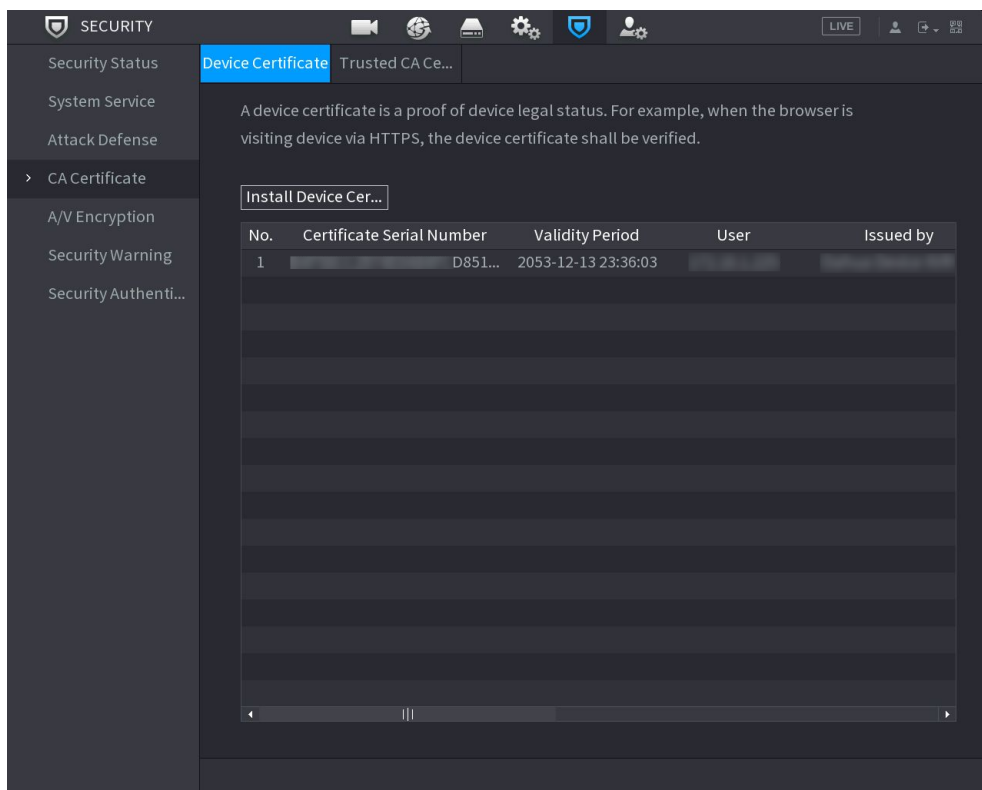 SECURITY
LIVE
Security Status
System Service
Attack Defense
CA Certificate
A/V Encryption
Security Warning
Security Authenti...
Device Certificate
Trusted CA Ce...
A device certificate is a proof of device legal status. For example, when the browser is
visiting device via HTTPS, the device certificate shall be verified.
Install Device Cer...
No. Certificate Serial Number Validity Period User Issued by
1 D851... 2053-12-13 23:36:03